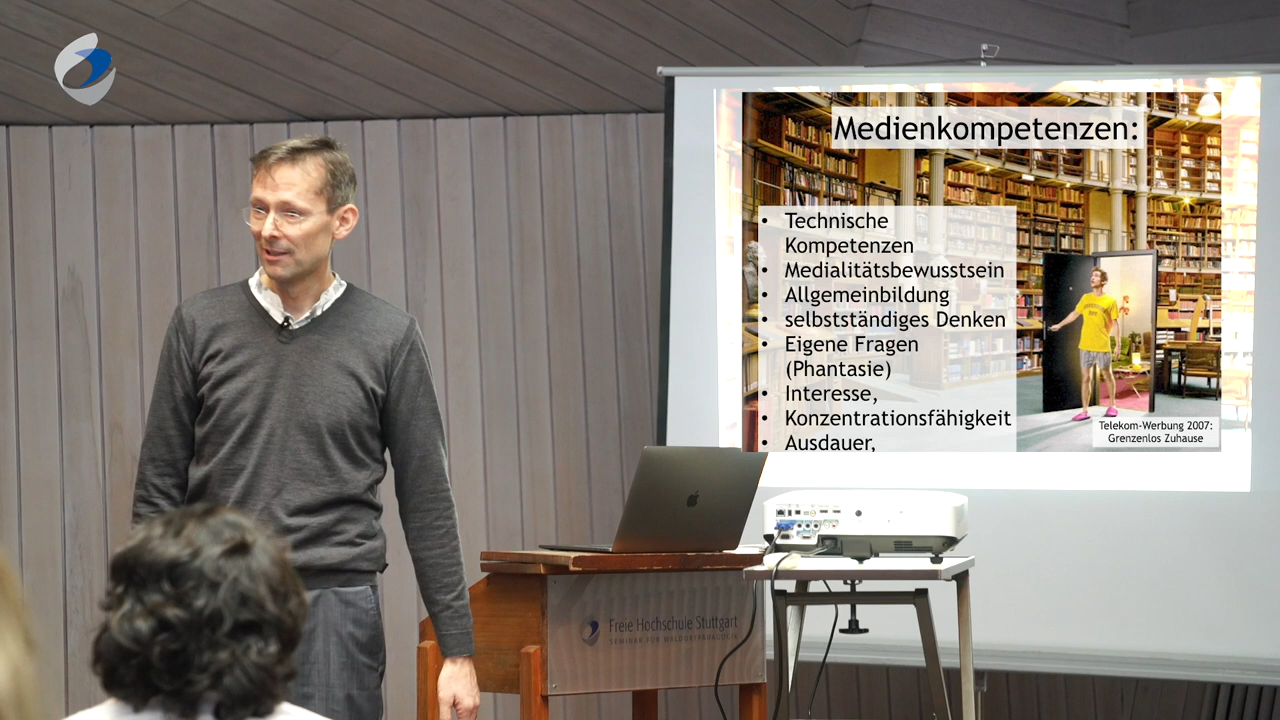 Medienkompetenzen:
• Technische
Kompetenzen
• Medialitätsbewusstsein
• Allgemeinbildung
• selbstständiges Denken
• Eigene Fragen
(Phantasie)
• Interesse,
• Konzentrationsfähigkeit
• Ausdauer,
Telekom-Werbung 2007:
Grenzenlos Zuhause
Freie Hochschule Stuttgart
SEMINAR FÜR WALDORFPÄDAGOGIK